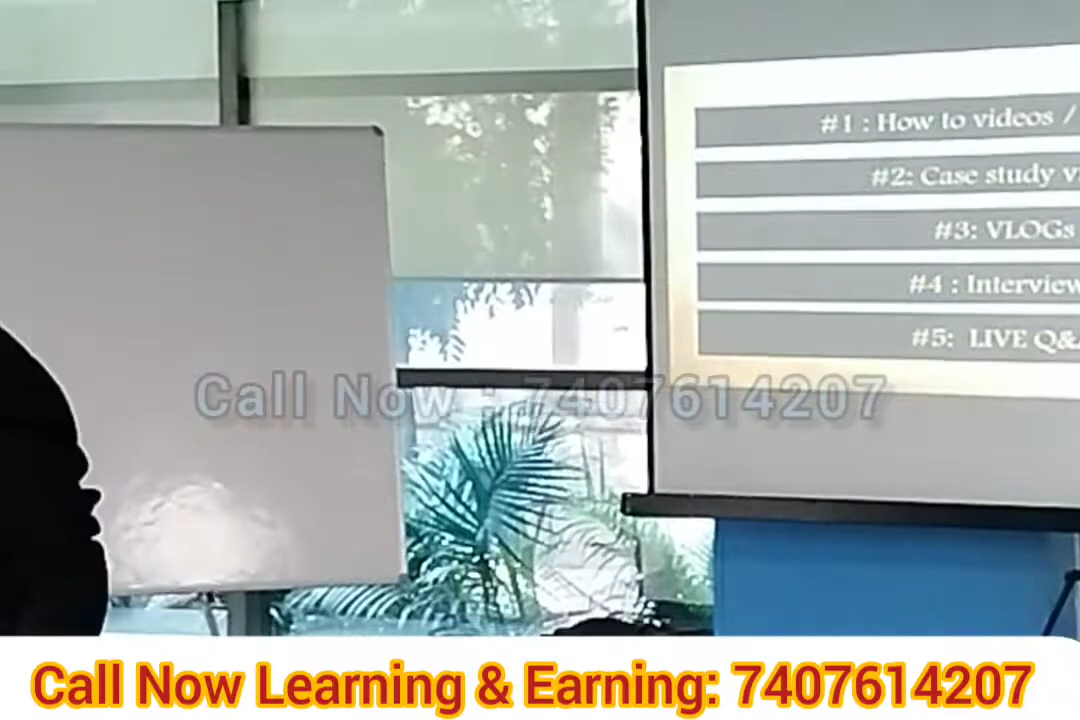 #1 : How to videos /
#2: Case study
#3: VLOGs
#4 : Interview
#5: LIVE Q&
Call Now : 7407614207
Call Now Learning & Earning: 7407614207